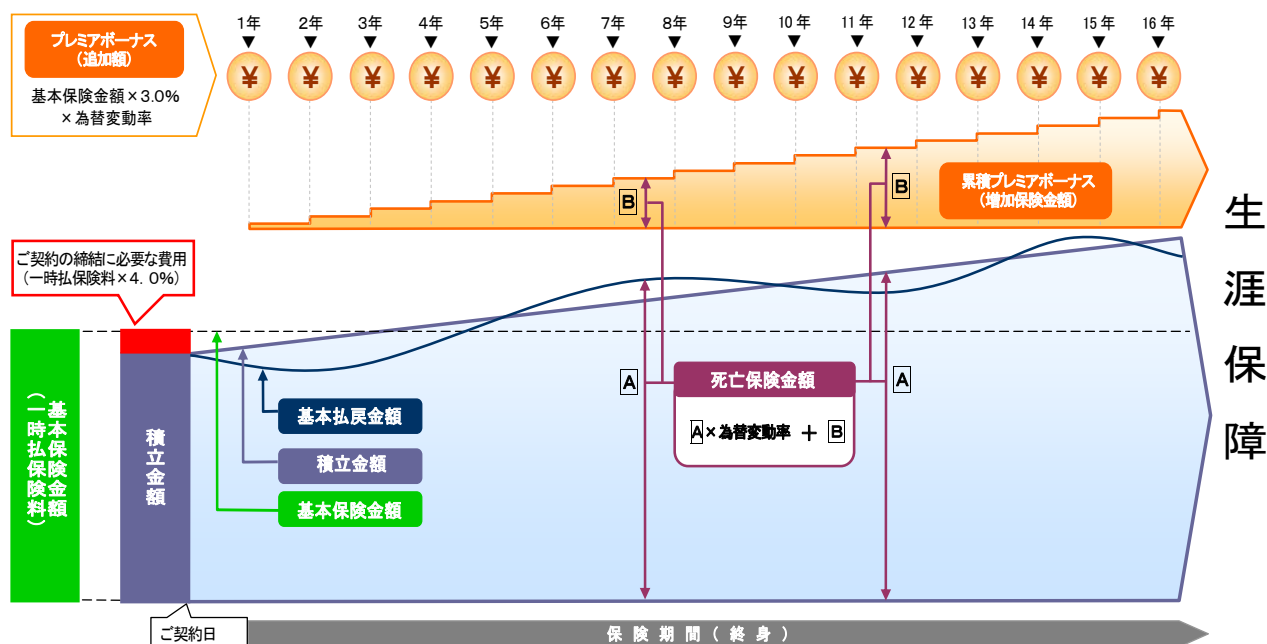 プレミアボーナス
(追加額)
基本保険金額×3.0%
×為替変動率
1年 2年 3年 4年 5年 6年 7年 8年 9年 10年 11年 12年 13年 14年 15年 16年
¥ ¥ ¥ ¥ ¥ ¥ ¥ ¥ ¥ ¥ ¥ ¥ ¥ ¥ ¥ ¥
B
B
累積プレミアボーナス
(増加保険金額)
ご契約の締結に必要な費用
(一時払保険料×4.0%)
基本保険金額
(一時払保険料)
積立金額
基本払戻金額
積立金額
基本保険金額
A
死亡保険金額
A×為替変動率 + B
A
生涯保障
ご契約日
保険期間(終身)